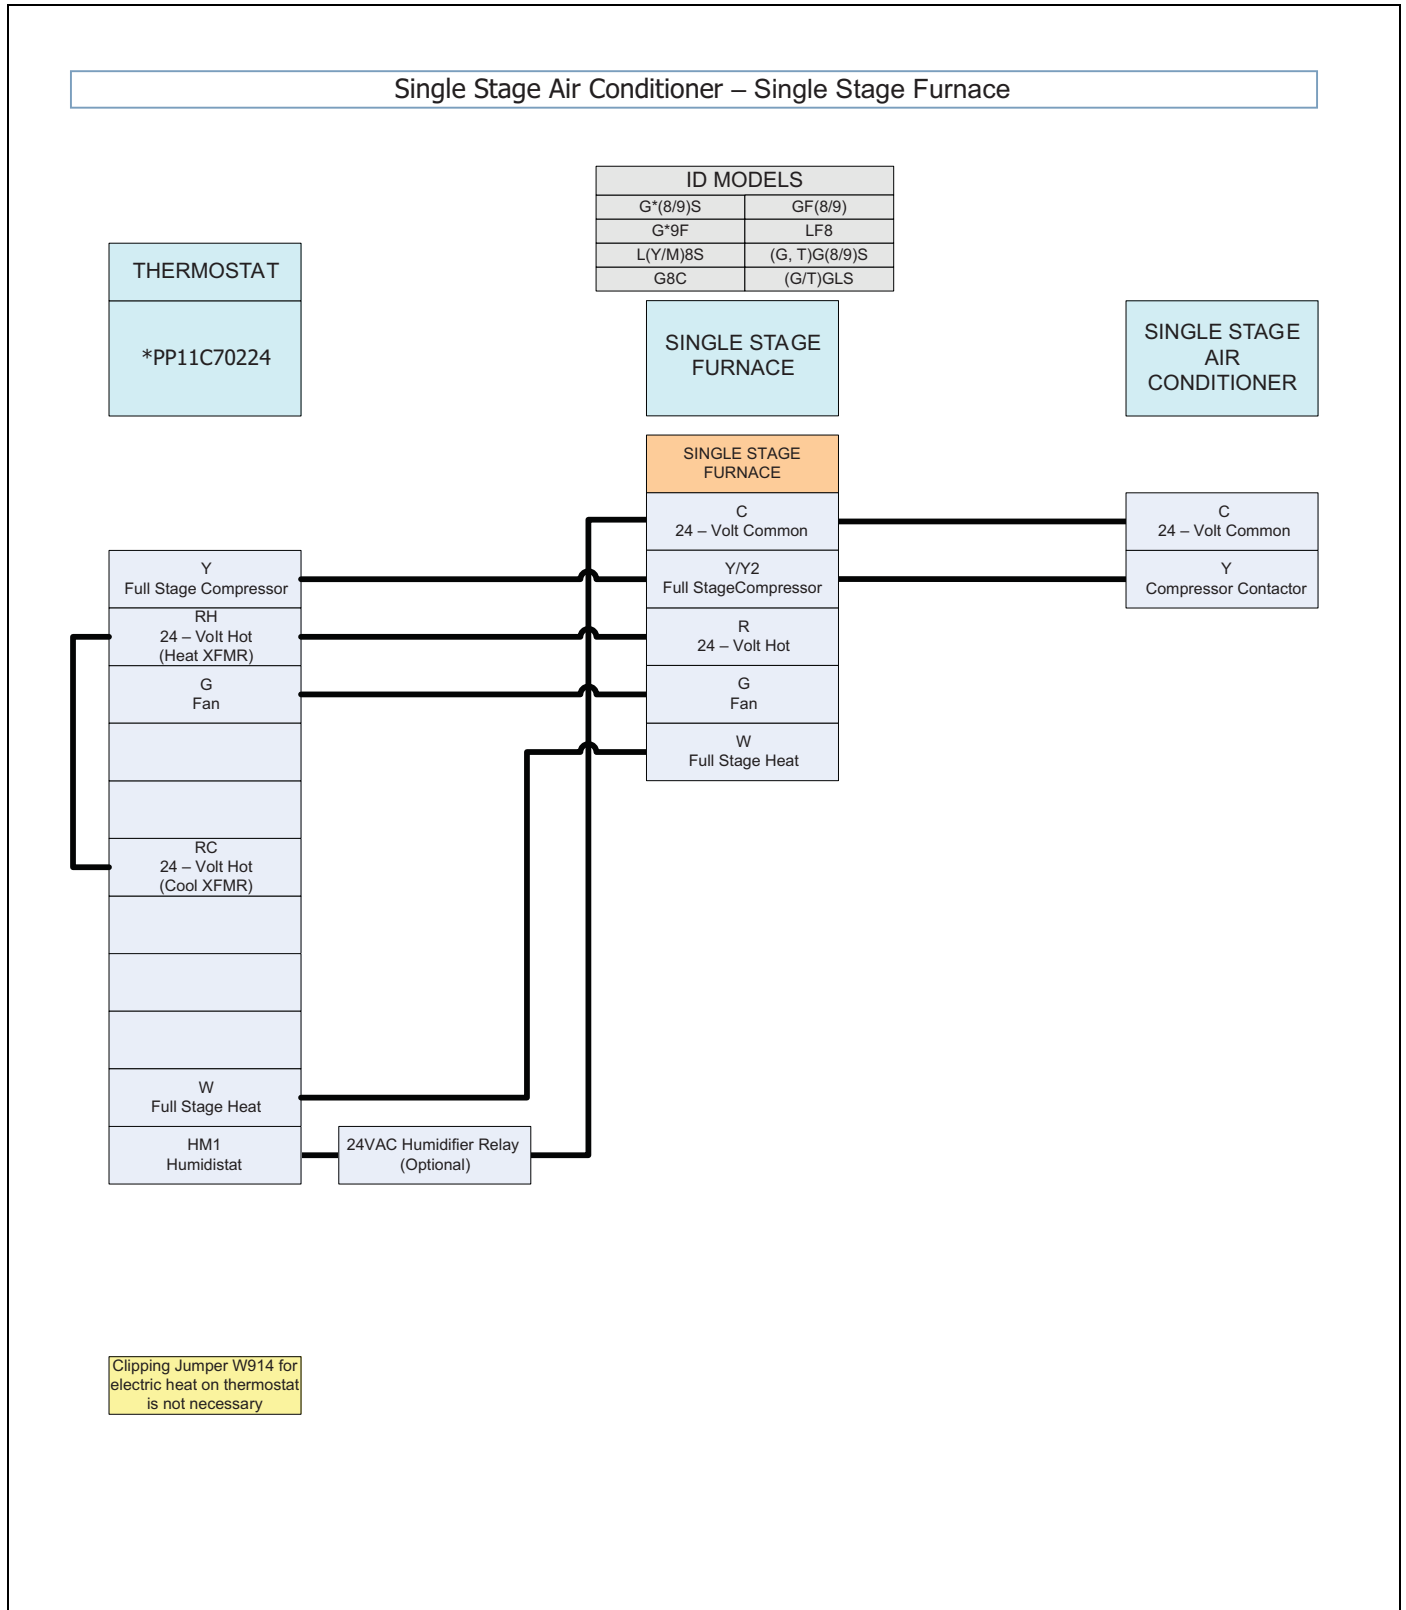 Single Stage Air Conditioner – Single Stage Furnace
ID MODELS
G*(8/9)S GF(8/9)
G*9F LF8
L(Y/M)8S (G, T)G(8/9)S
G8C (G/T)GLS
THERMOSTAT
*PP11C70224
SINGLE STAGE
FURNACE
SINGLE STAGE
AIR
CONDITIONER
SINGLE STAGE
FURNACE
C
24 – Volt Common
Y/Y2
Full StageCompressor
R
24 – Volt Hot
G
Fan
W
Full Stage Heat
C
24 – Volt Common
Y
Compressor Contactor
Y
Full Stage Compressor
RH
24 – Volt Hot
(Heat XFMR)
G
Fan
RC
24 – Volt Hot
(Cool XFMR)
W
Full Stage Heat
HM1
Humidistat
24VAC Humidifier Relay
(Optional)
Clipping Jumper W914 for
electric heat on thermostat
is not necessary